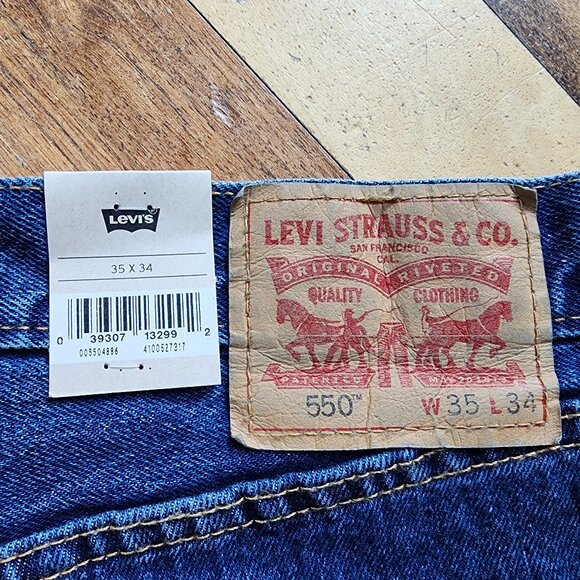 Levi's
35 X 34
0 39307 13299 2
005504886 4100527317
LEVI STRAUSS & CO.
SAN FRANCISCO
CAL.
ORIGINAL RIVETED
QUALITY CLOTHING
550™ W 35 L 34